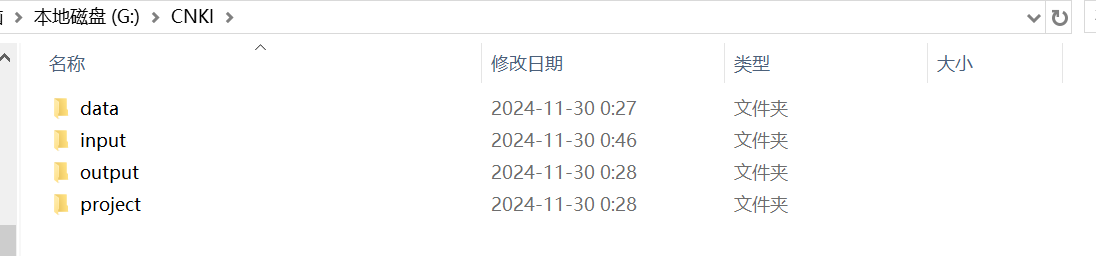 本地磁盘 (G:) CNKI
名称 修改日期 类型 大小
data 2024-11-30 0:27 文件夹
input 2024-11-30 0:46 文件夹
output 2024-11-30 0:28 文件夹
project 2024-11-30 0:28 文件夹